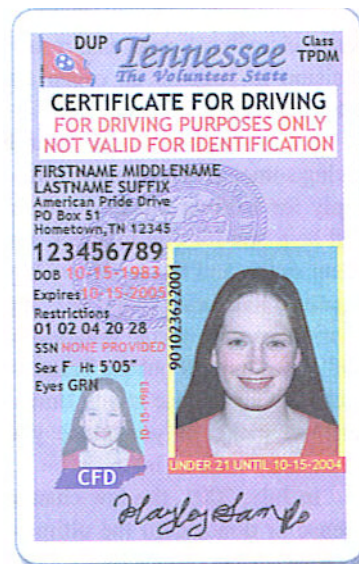 DUP Tennessee Class
The Volunteer State TPDM
CERTIFICATE FOR DRIVING
FOR DRIVING PURPOSES ONLY
NOT VALID FOR IDENTIFICATION
FIRSTNAME MIDDLENAME
LASTNAME SUFFIX
American Pride Drive
PO Box 51
Hometown,TN 12345
123456789
DOB 10-15-1983
Expires10-15-2005
Restrictions
01 02 04 20 28
SSN NONE PROVIDED
Sex F Ht 5'05"
Eyes GRN
10-15-1983
CFD
901023622001
UNDER 21 UNTIL 10-15-2004